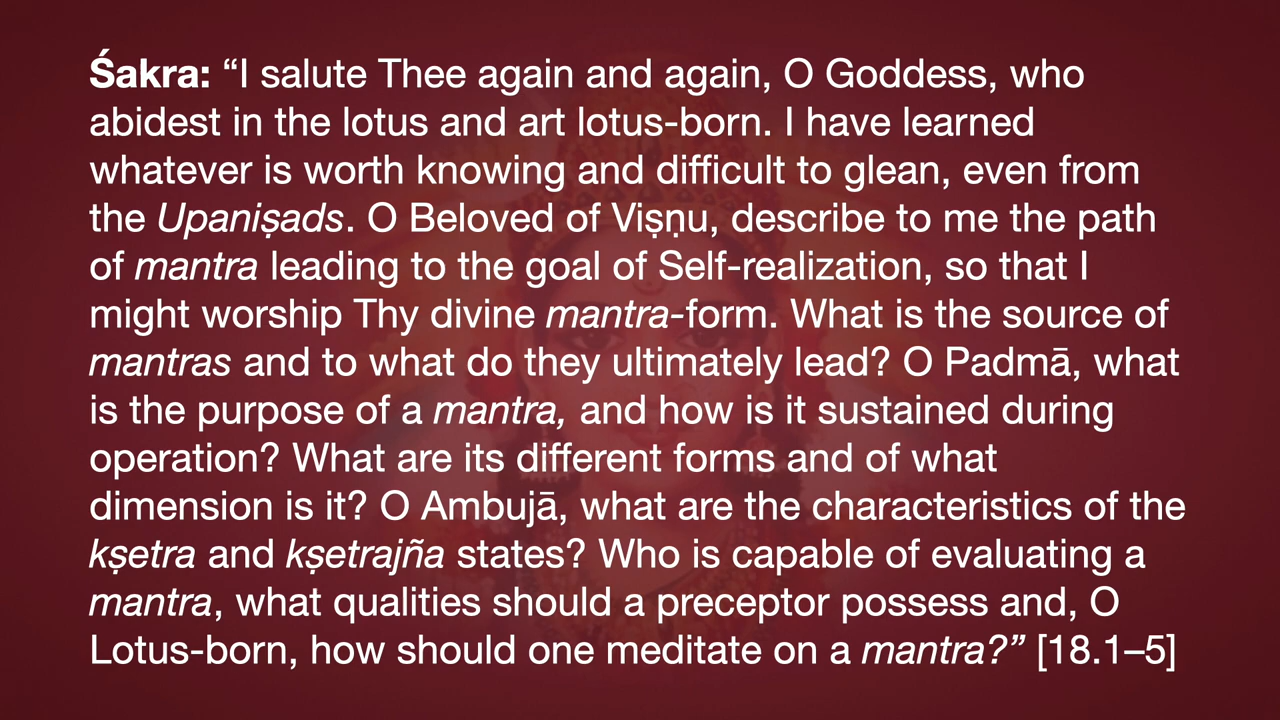 Śakra: “I salute Thee again and again, O Goddess, who
abidest in the lotus and art lotus-born. I have learned
whatever is worth knowing and difficult to glean, even from
the Upaniṣads. O Beloved of Viṣṇu, describe to me the path
of mantra leading to the goal of Self-realization, so that I
might worship Thy divine mantra-form. What is the source of
mantras and to what do they ultimately lead? O Padmā, what
is the purpose of a mantra, and how is it sustained during
operation? What are its different forms and of what
dimension is it? O Ambujā, what are the characteristics of the
kṣetra and kṣetrajña states? Who is capable of evaluating a
mantra, what qualities should a preceptor possess and, O
Lotus-born, how should one meditate on a mantra?” [18.1–5]